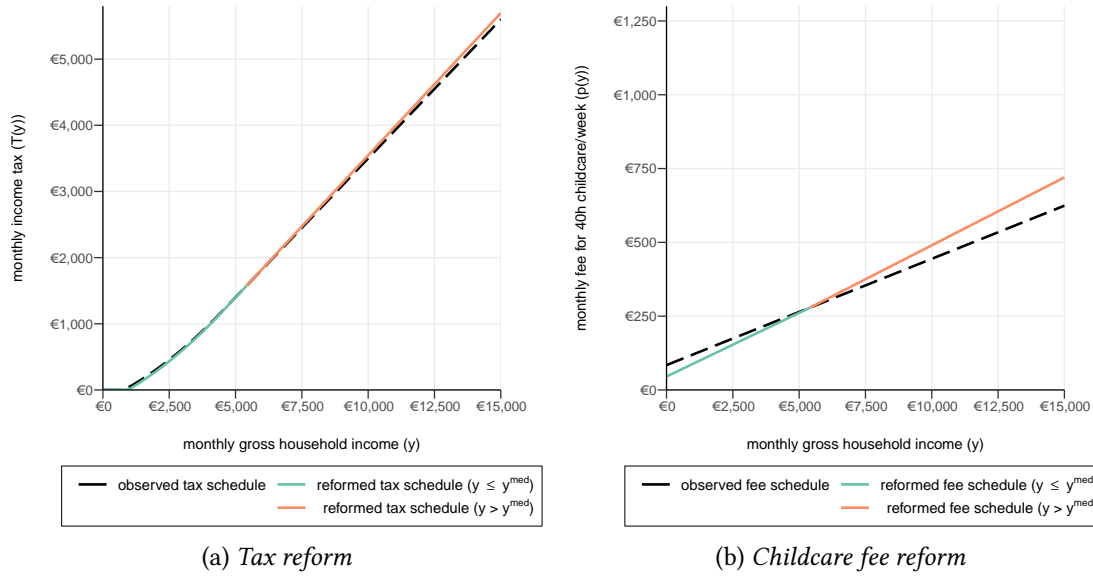 monthly income tax (T(y))
€5,000
€4,000
€3,000
€2,000
€1,000
€0
€0 €2,500 €5,000 €7,500 €10,000 €12,500 €15,000
monthly gross household income (y)
observed tax schedule
reformed tax schedule (y ≤ y^med)
reformed tax schedule (y > y^med)
(a) Tax reform
monthly fee for 40h childcare/week (p(y))
€1,250
€1,000
€750
€500
€250
€0
€0 €2,500 €5,000 €7,500 €10,000 €12,500 €15,000
monthly gross household income (y)
observed fee schedule
reformed fee schedule (y ≤ y^med
reformed fee schedule (y > y^med
(b) Childcare fee reform